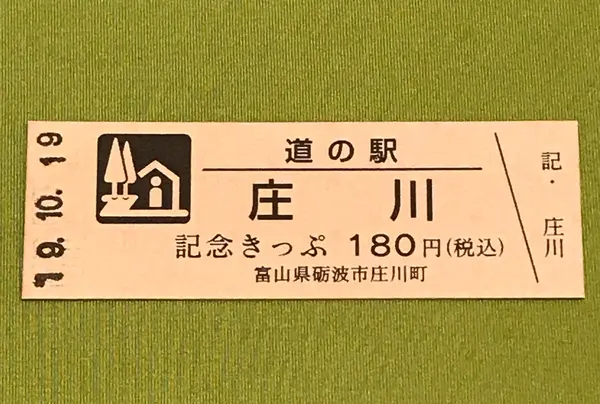 19.10.19
道の駅
庄川
記念きっぷ 180円(税込)
富山県砺波市庄川町
記・庄川